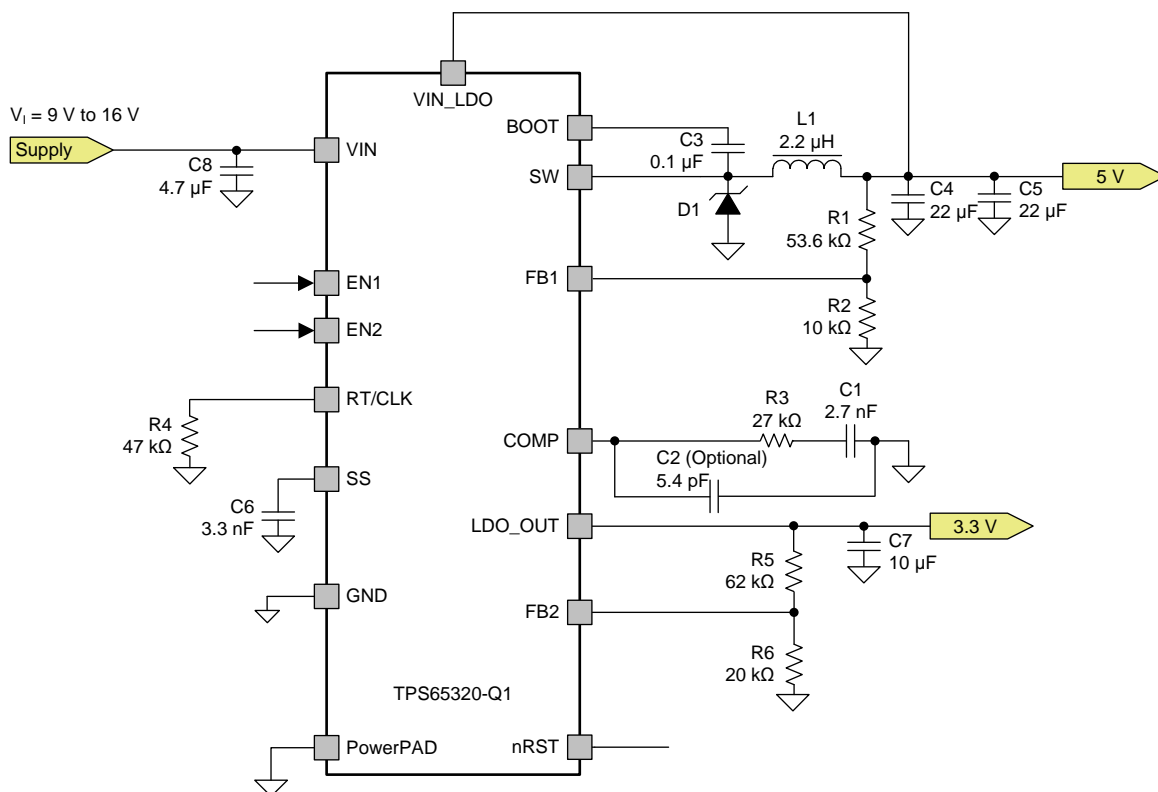 VIN_LDO
V_I = 9 V to 16 V
Supply
C8
4.7 µF
VIN
BOOT
SW
C3
0.1 µF
L1
2.2 µH
D1
R1
53.6 kΩ
C4
22 µF
C5
22 µF
5 V
EN1
EN2
FB1
R2
10 kΩ
RT/CLK
R4
47 kΩ
COMP
R3
27 kΩ
C1
2.7 nF
C2 (Optional)
5.4 pF
SS
C6
3.3 nF
LDO_OUT
3.3 V
R5
62 kΩ
C7
10 µF
GND
FB2
R6
20 kΩ
TPS65320-Q1
PowerPAD
nRST